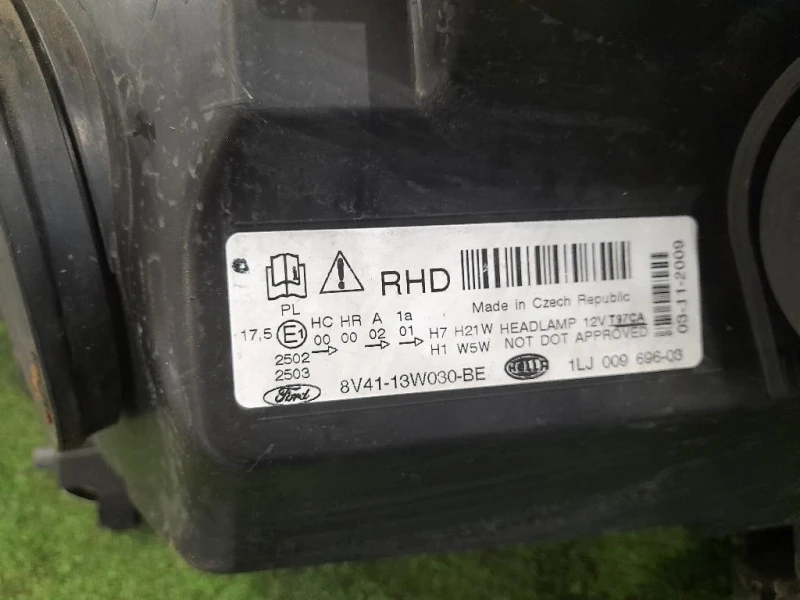 RHD
Made in Czech Republic
PL
HC HR A 1a
17,5 E1 00 00 02 01 H7 H21W HEADLAMP 12V T97CA
H1 W5W NOT DOT APPROVED
2502
2503
Ford 8V41-13W030-BE HELLA 1LJ 009 696-03
03-11-2009